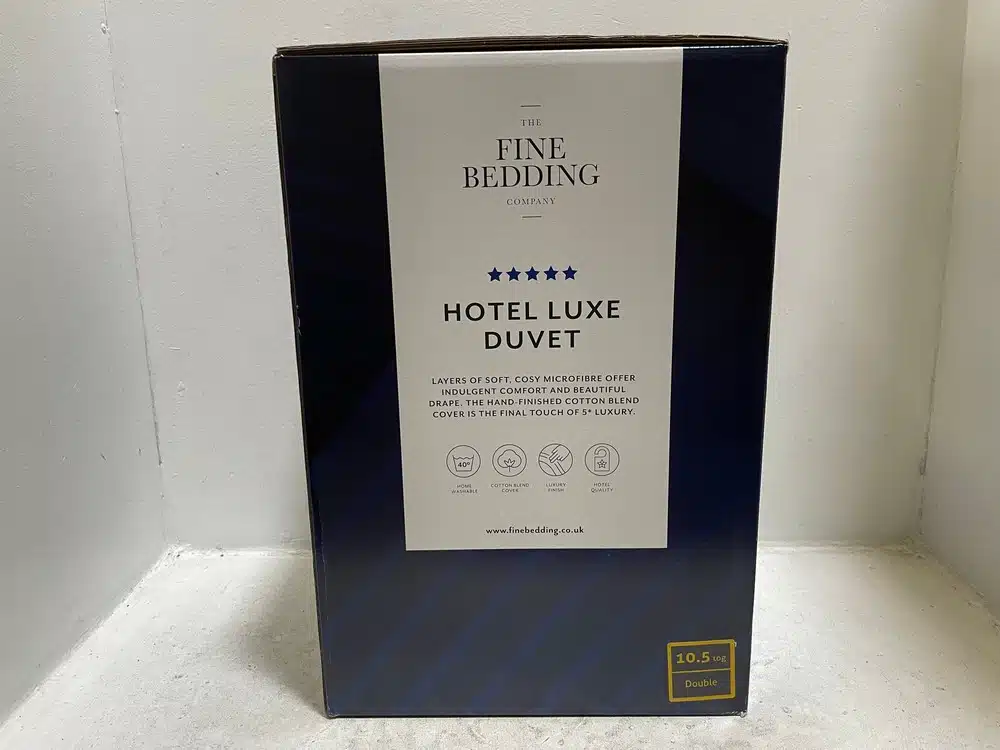 THE
FINE
BEDDING
COMPANY
HOTEL LUXE
DUVET
LAYERS OF SOFT, COSY MICROFIBRE OFFER
INDULGENT COMFORT AND BEAUTIFUL
DRAPE. THE HAND-FINISHED COTTON BLEND
COVER IS THE FINAL TOUCH OF 5* LUXURY.
40°
HOME
WASHABLE
COTTON BLEND
COVER
LUXURY
FINISH
HOTEL
QUALITY
www.finebedding.co.uk
10.5 tog
Double